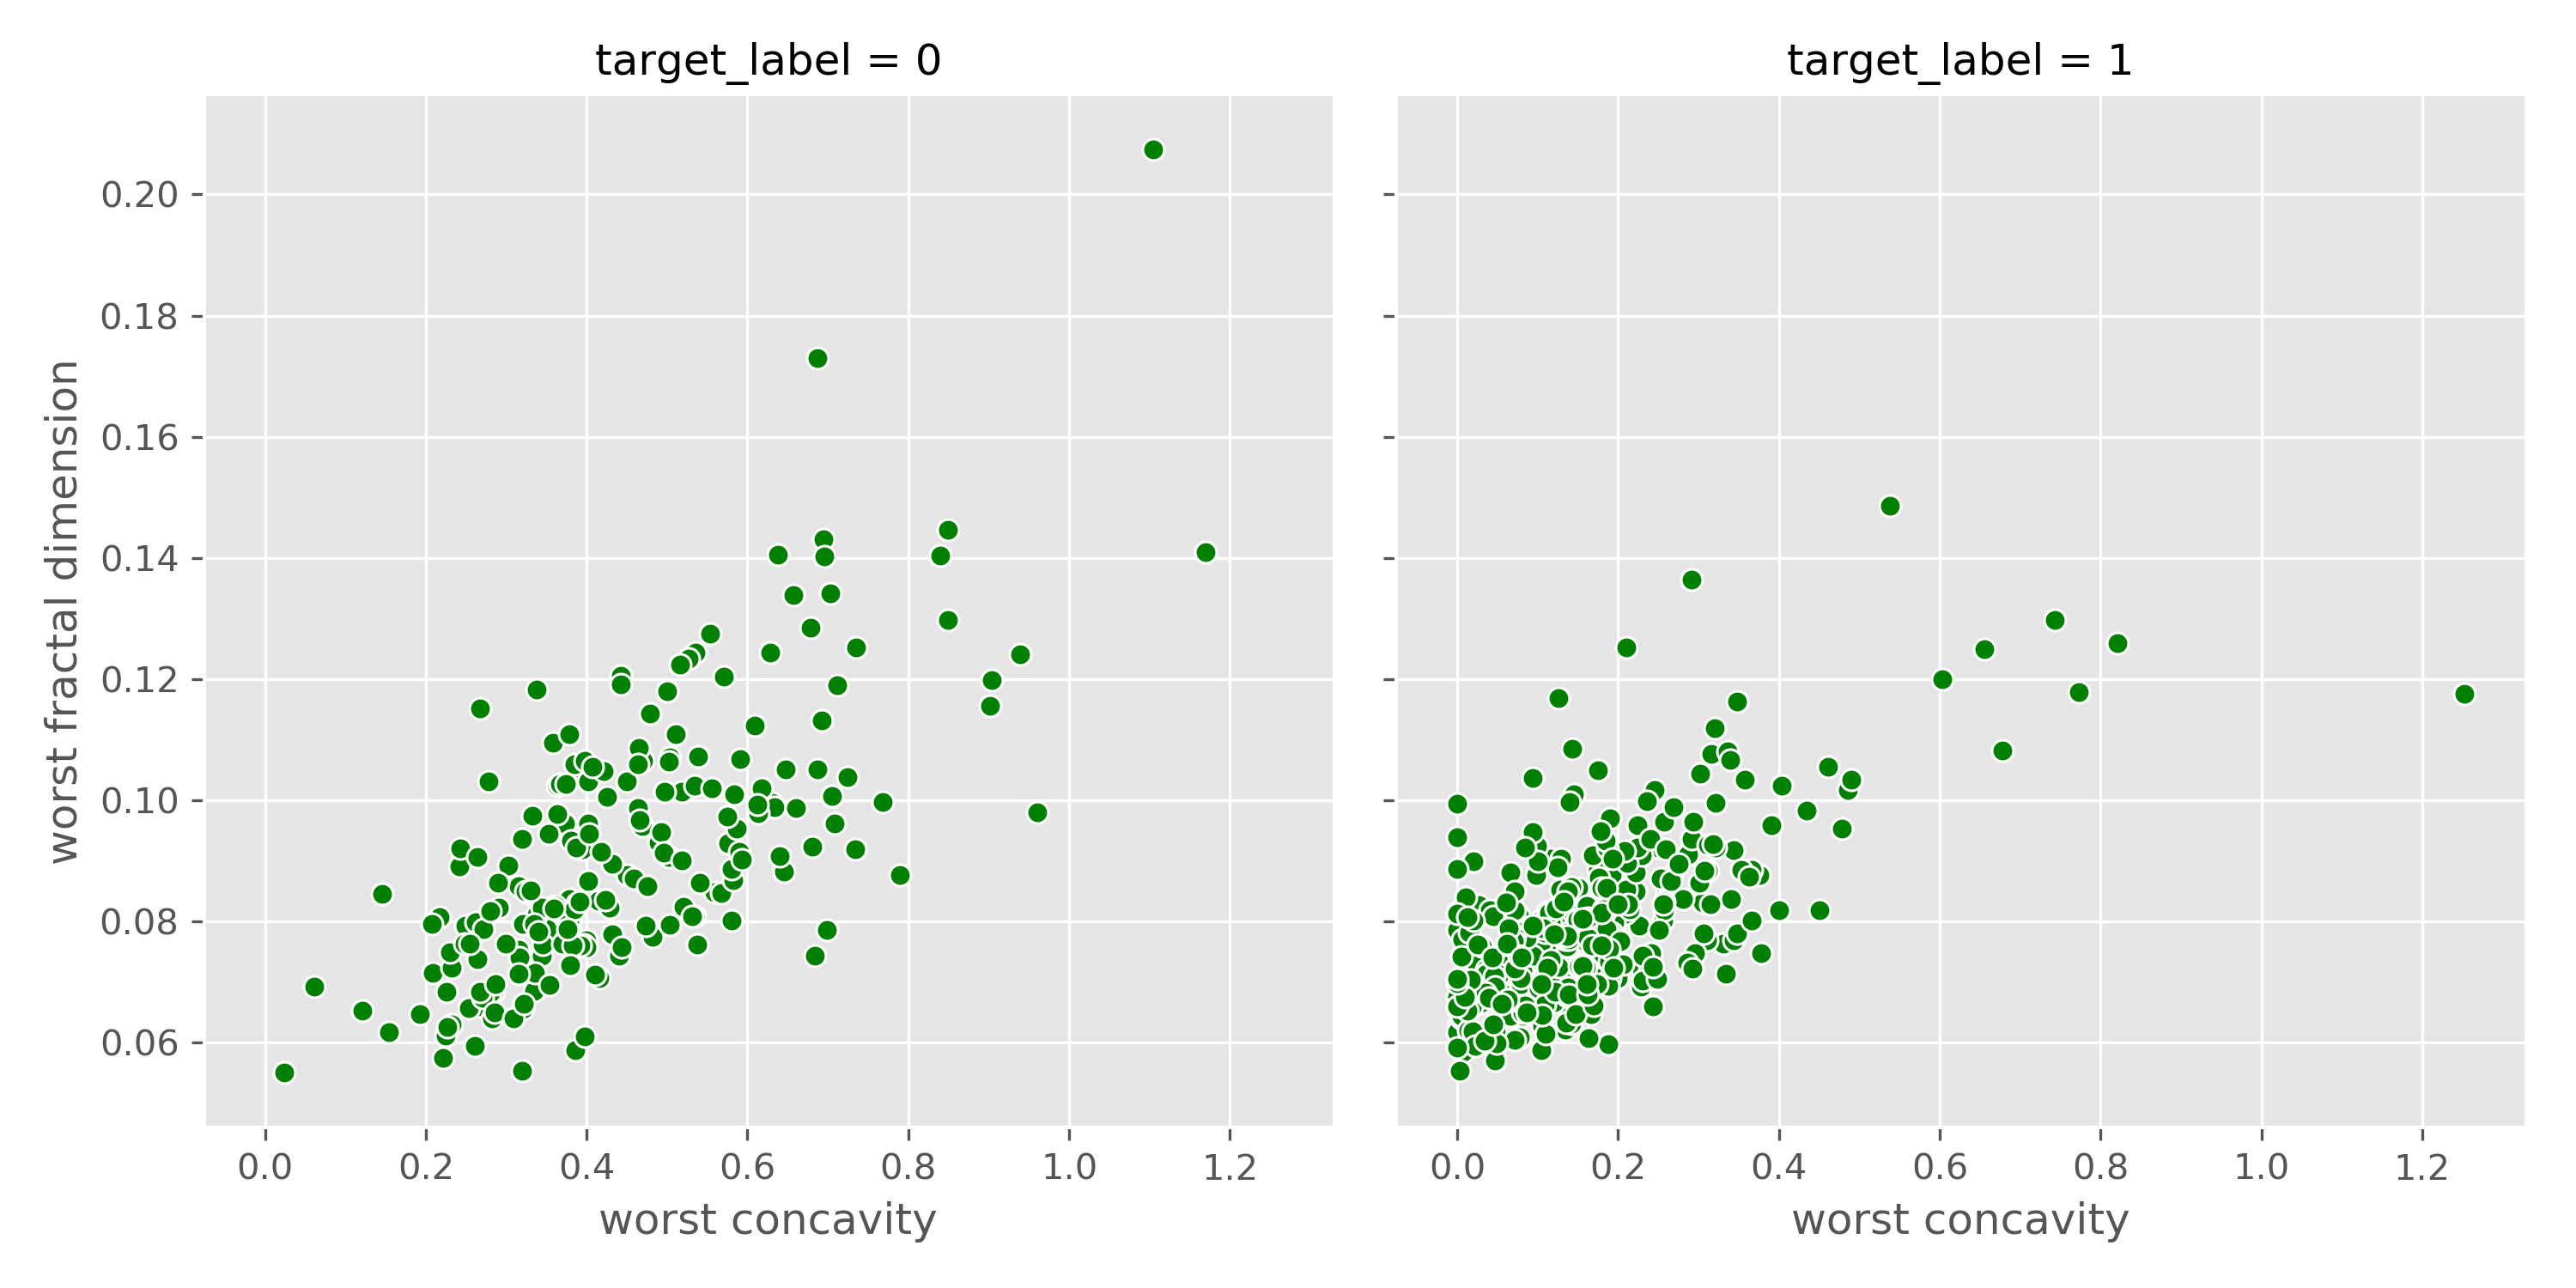 target_label = 0
target_label = 1
worst fractal dimension
0.20
0.18
0.16
0.14
0.12
0.10
0.08
0.06
0.0 0.2 0.4 0.6 0.8 1.0 1.2
0.0 0.2 0.4 0.6 0.8 1.0 1.2
worst concavity
worst concavity